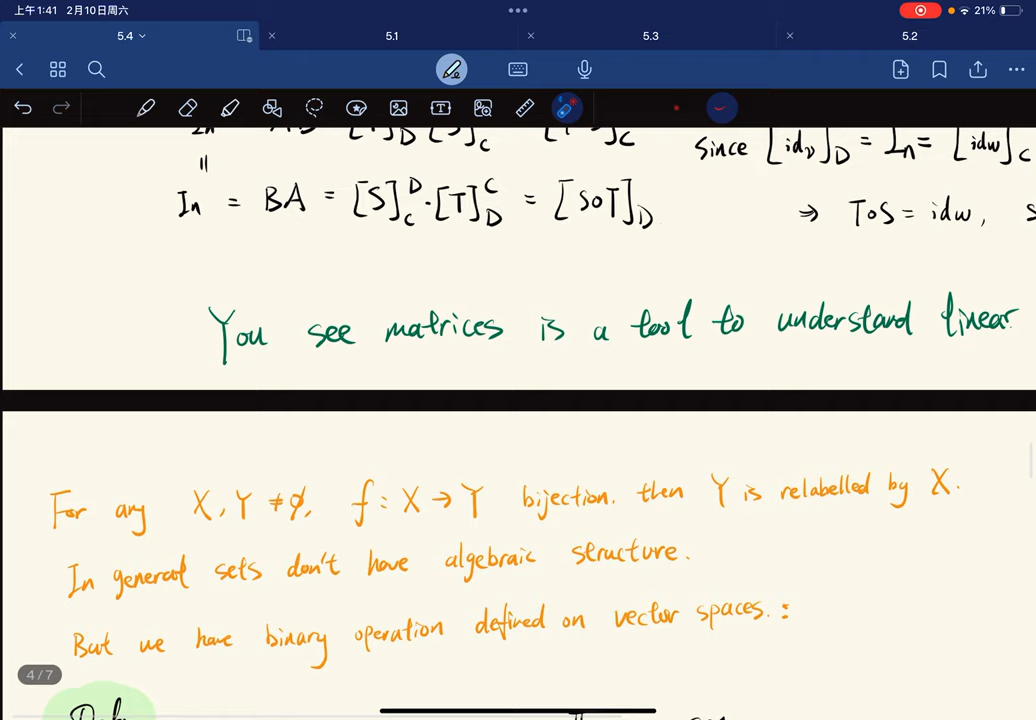 上午1:41 2月10日周六
21%
5.4 5.1 5.3 5.2
since [id_V]_D = I_n = [id_W]_C
I_n = BA = [S]_C^D · [T]_D^C = [S∘T]_D ⇒ T∘S = id_W,
You see matrices is a tool to understand linear
For any X, Y ≠ ∅, f : X → Y bijection. then Y is relabelled by X.
In general sets don't have algebraic structure.
But we have binary operation defined on vector spaces. :
4/7